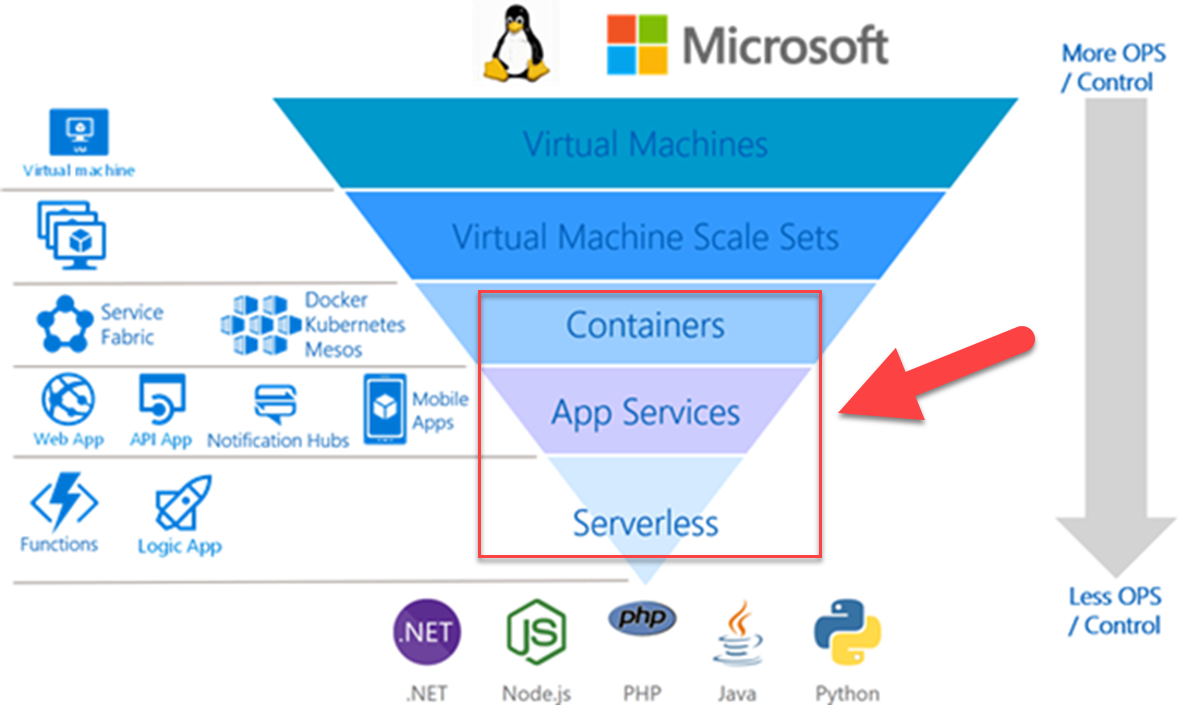 Microsoft
More OPS
/ Control
Virtual Machines
VM
Virtual machine
Virtual Machine Scale Sets
Service
Fabric
Docker
Kubernetes
Mesos
Containers
Web App
API App
Notification Hubs
Mobile
Apps
App Services
Functions
Logic App
Serverless
Less OPS
/ Control
.NET
JS
php
.NET
Node.js
PHP
Java
Python